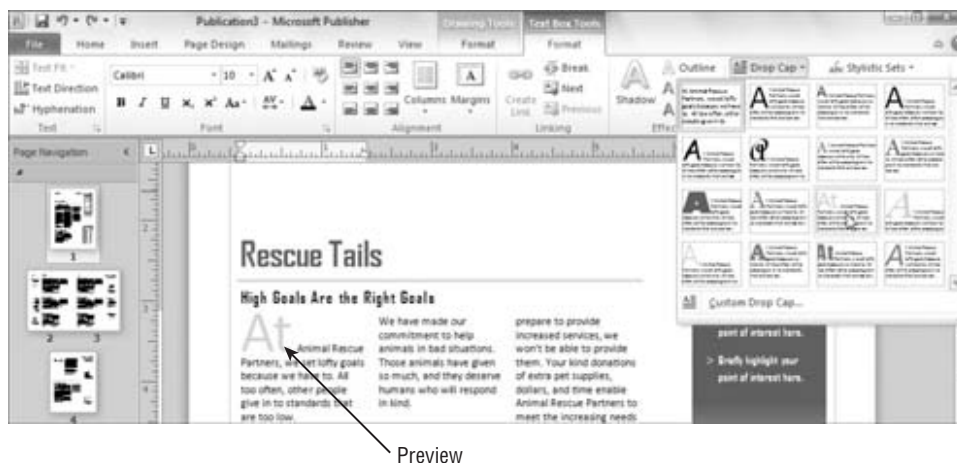 Publication3 - Microsoft Publisher
Drawing Tools Text Box Tools
File Home Insert Page Design Mailings Review View Format Format
Text Fit Text Direction Hyphenation
Calibri 10
B I U
Columns Margins
Create Link Break Next Previous
Shadow Outline
Drop Cap Stylistic Sets
Text Font Alignment Linking
Custom Drop Cap...
Page Navigation
1
2 3
4
Rescue Tails
High Goals Are the Right Goals
At Animal Rescue
Partners, we set lofty goals
because we have to. All
too often, other people
give in to standards that
are too low.
We have made our
commitment to help
animals in bad situations.
Those animals have given
so much, and they deserve
humans who will respond
in kind.
prepare to provide
increased services, we
won't be able to provide
them. Your kind donations
of extra pet supplies,
dollars, and time enable
Animal Rescue Partners to
meet the increasing needs
point of interest here.
> Briefly highlight your
point of interest here.
Preview